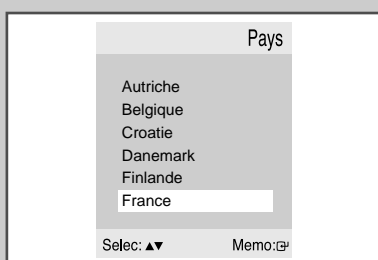 Pays
Autriche
Belgique
Croatie
Danemark
Finlande
France
Selec: ▲▼ Memo: